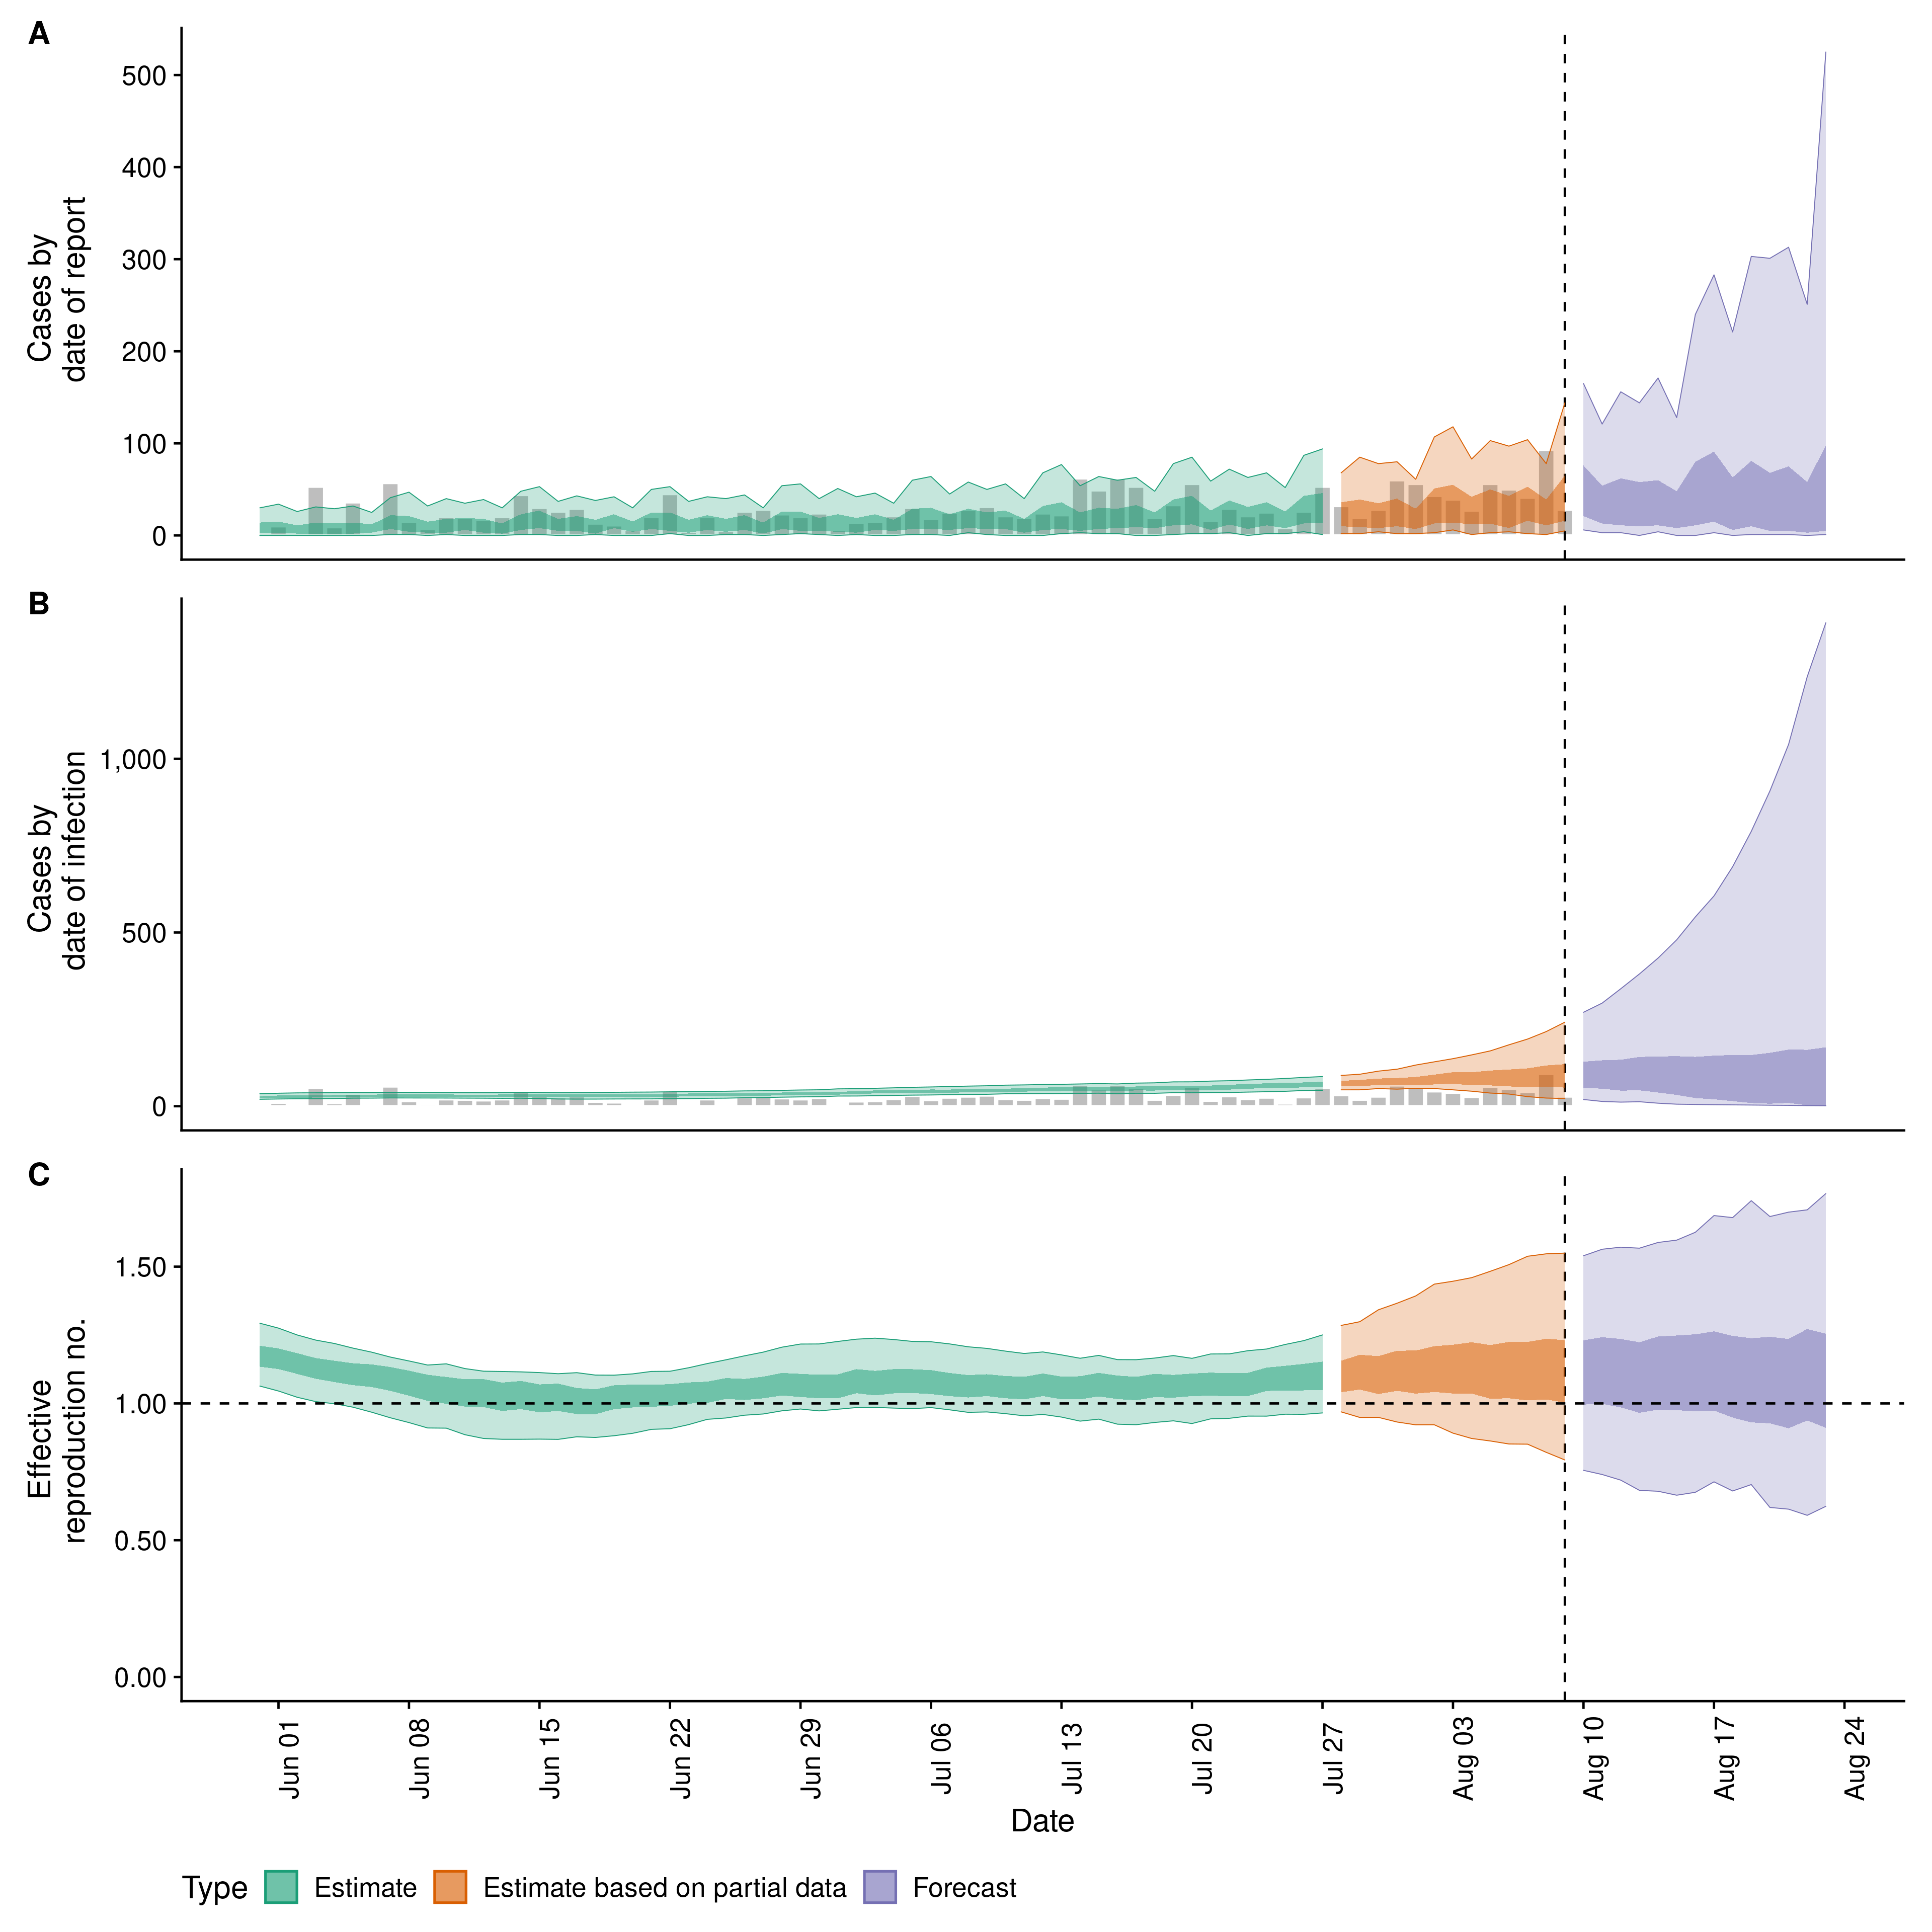 A
500
400
300
200
100
0
Cases by
date of report
B
1,000
500
0
Cases by
date of infection
C
1.50
1.00
0.50
0.00
Effective
reproduction no.
Jun 01
Jun 08
Jun 15
Jun 22
Jun 29
Jul 06
Jul 13
Jul 20
Jul 27
Aug 03
Aug 10
Aug 17
Aug 24
Date
Type Estimate Estimate based on partial data Forecast